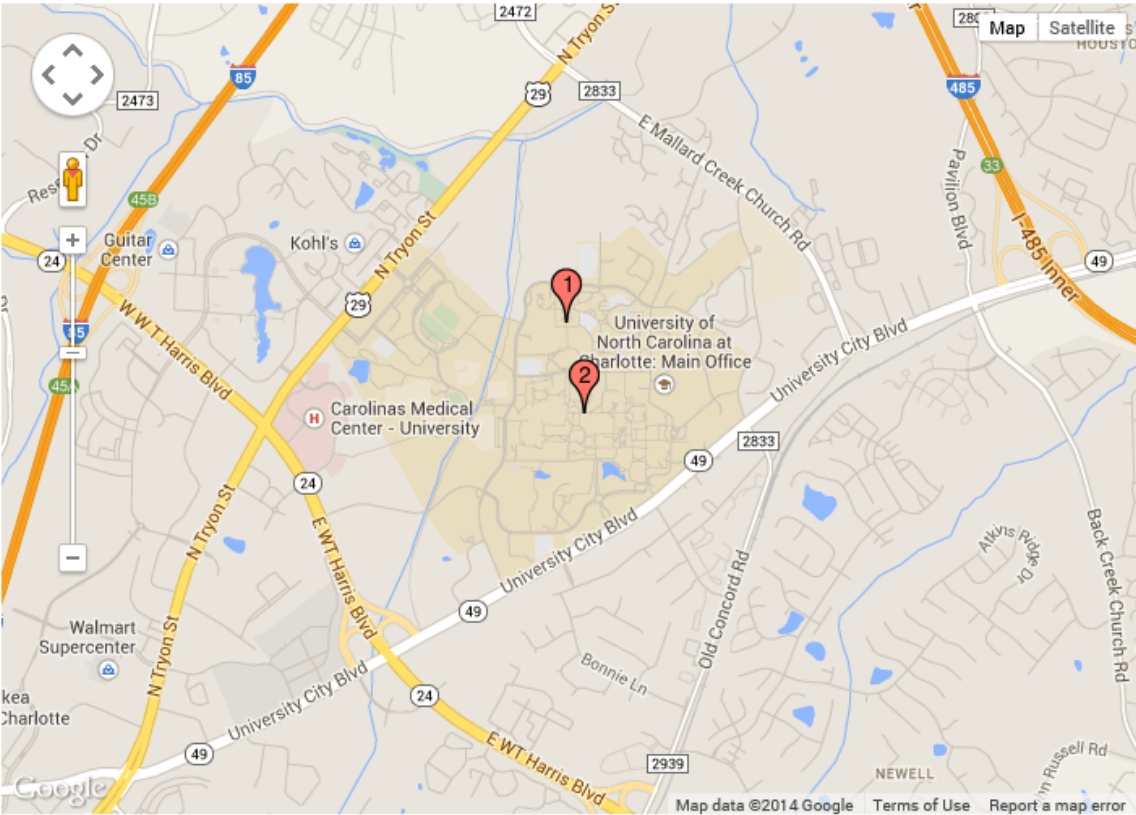 2472
N Tryon St
280
Map
Satellite
HOUSTO
85
485
29
2833
2473
E Mallard Creek Church Rd
Dr
45B
33
Pavilion Blvd
N Tryon St
Guitar
Center
Kohl's
24
49
I-485 Inner
1
29
University of
North Carolina at
Charlotte: Main Office
W W T Harris Blvd
University City Blvd
2
45A
Carolinas Medical
Center - University
H
2833
49
24
N Tryon St
E WT Harris Blvd
University City Blvd
Atkins Ridge Dr
Back Creek Church Rd
Old Concord Rd
49
Walmart
Supercenter
N Tryon St
Bonnie Ln
kea
Charlotte
University City Blvd
24
49
E WT Harris Blvd
2939
n Russell Rd
NEWELL
Google
Map data ©2014 Google
Terms of Use
Report a map error